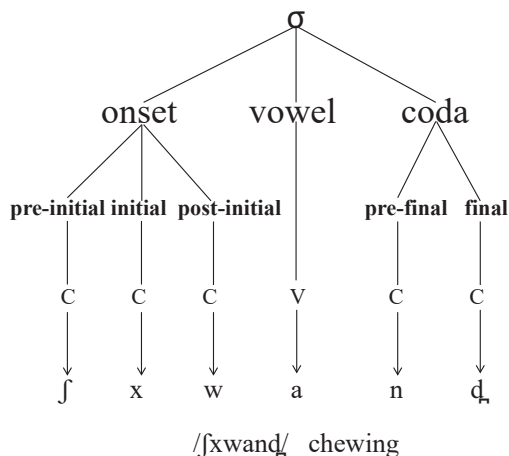 σ
onset vowel coda
pre-initial initial post-initial pre-final final
C C C V C C
ʃ x w a n d̪
/ʃxwand̪/ chewing